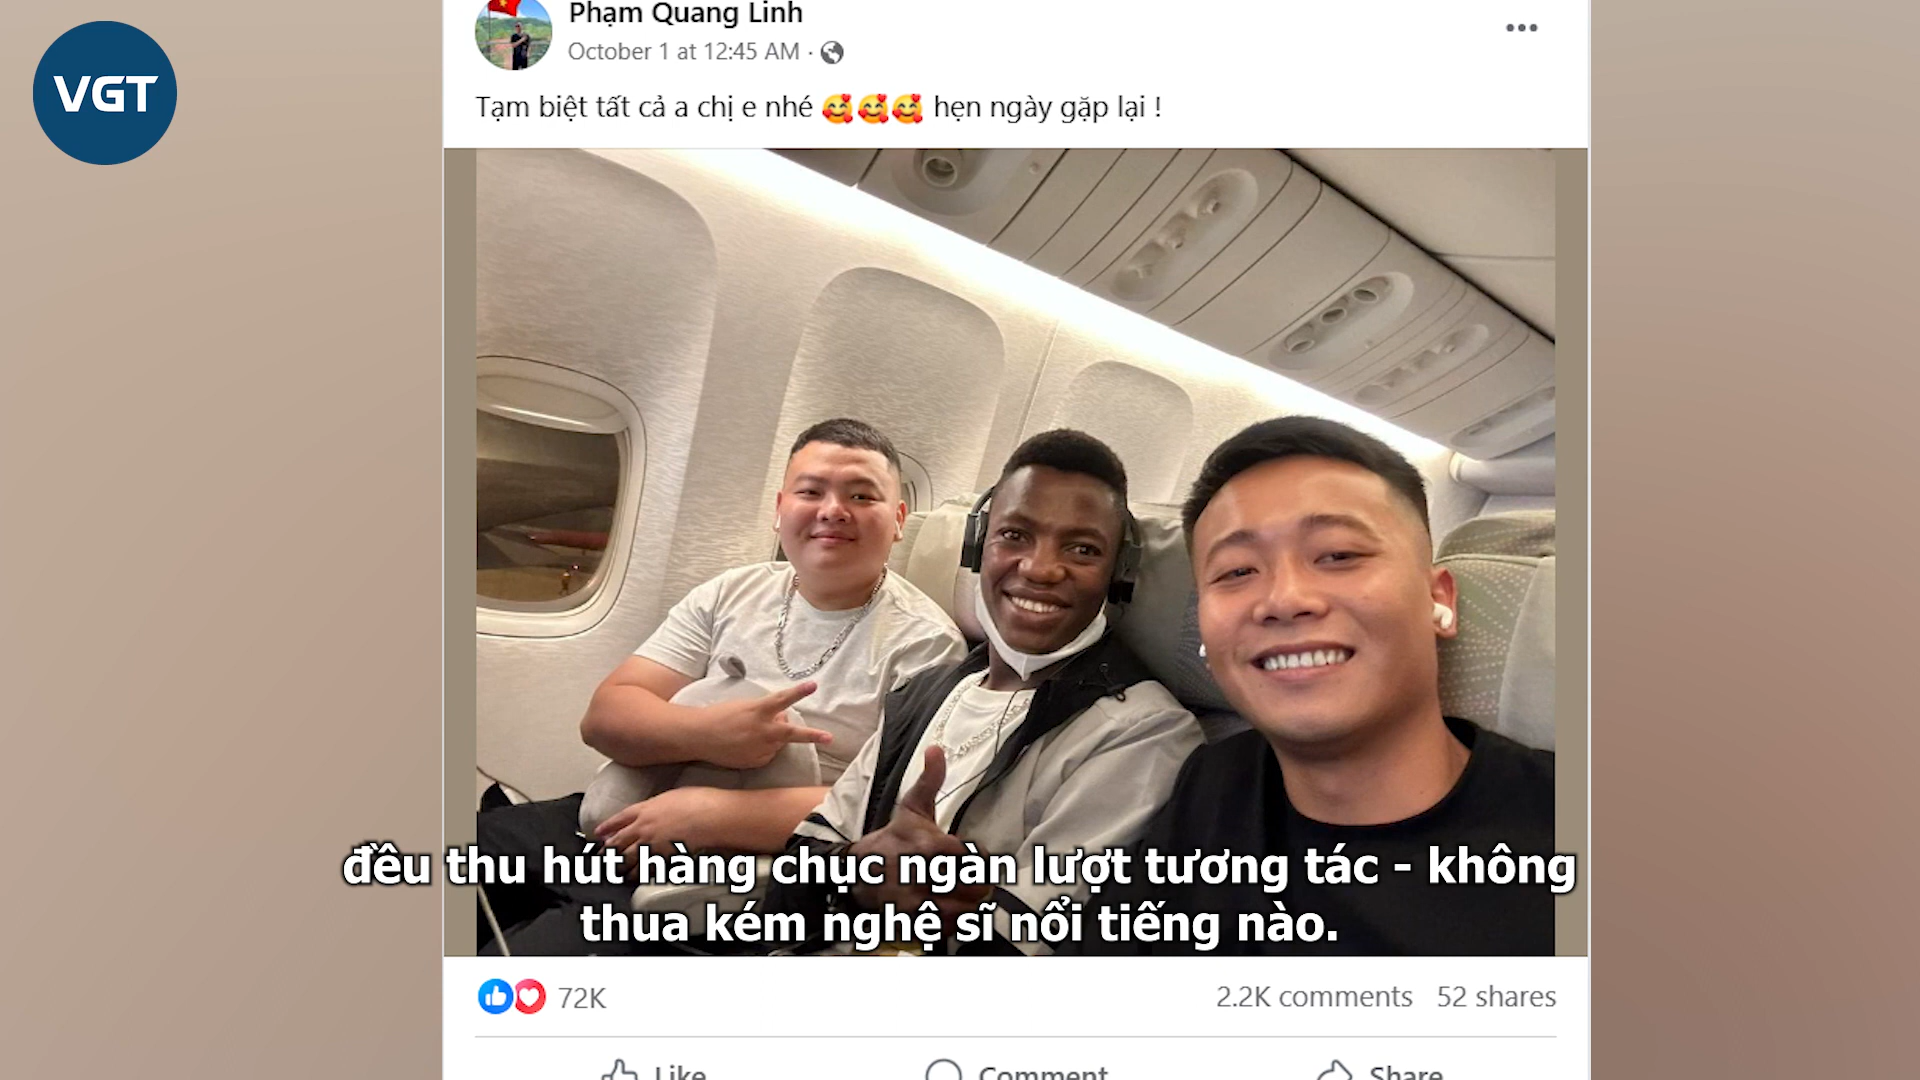 VGT
Phạm Quang Linh
October 1 at 12:45 AM ·
Tạm biệt tất cả a chị e nhé 🥰🥰🥰 hẹn ngày gặp lại !
đều thu hút hàng chục ngàn lượt tương tác - không
thua kém nghệ sĩ nổi tiếng nào.
72K 2.2K comments 52 shares
Like Comment Share